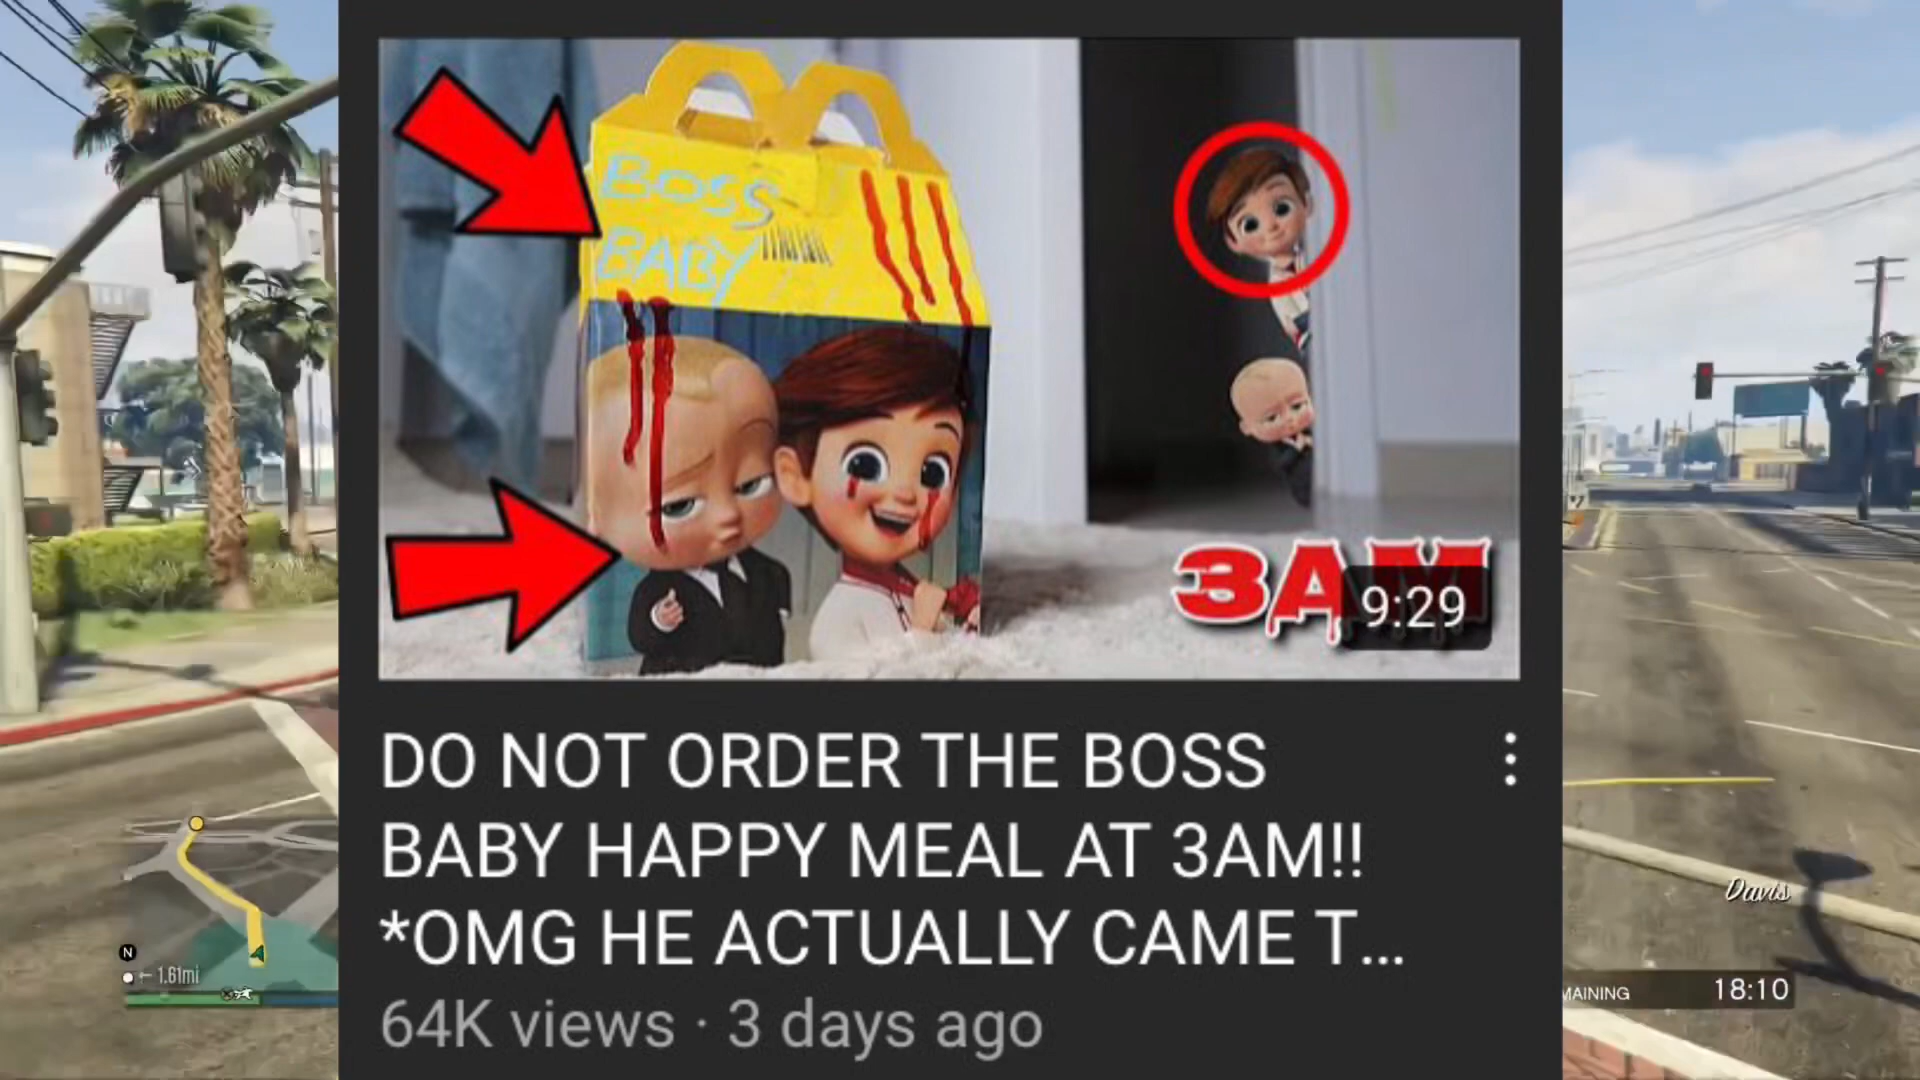 BOSS
BABY
3AM
9:29
DO NOT ORDER THE BOSS
BABY HAPPY MEAL AT 3AM!!
*OMG HE ACTUALLY CAME T...
64K views · 3 days ago
N
1.61mi
Davis
MAINING 18:10